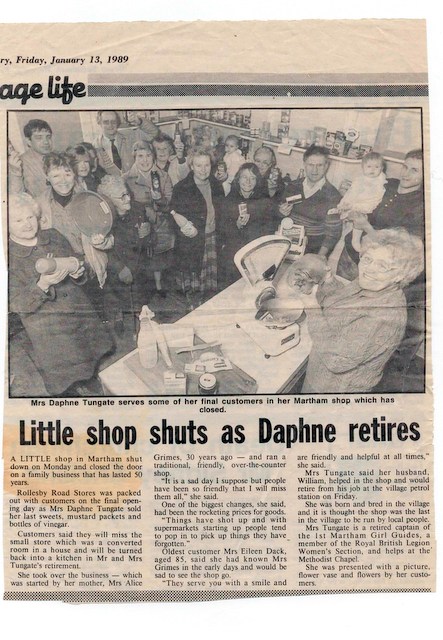 ry, Friday, January 13, 1989
age life
Mrs Daphne Tungate serves some of her final customers in her Martham shop which has
closed.
Little shop shuts as Daphne retires
A LITTLE shop in Martham shut
down on Monday and closed the door
on a family business that has lasted 50
years.
Rollesby Road Stores was packed
out with customers on the final open-
ing day as Mrs Daphne Tungate sold
her last sweets, mustard packets and
bottles of vinegar.
Customers said they will miss the
small store which was a converted
room in a house and will be turned
back into a kitchen in Mr and Mrs
Tungate's retirement.
She took over the business — which
was started by her mother, Mrs Alice
Grimes, 30 years ago — and ran a
traditional, friendly, over-the-counter
shop.
"It is a sad day I suppose but people
have been so friendly that I will miss
them all," she said.
One of the biggest changes, she said,
had been the rocketing prices for goods.
"Things have shot up and with
supermarkets starting up people tend
to pop in to pick up things they have
forgotten."
Oldest customer Mrs Eileen Dack,
aged 85, said she had known Mrs
Grimes in the early days and would be
sad to see the shop go.
"They serve you with a smile and
are friendly and helpful at all times,"
she said.
Mrs Tungate said her husband,
William, helped in the shop and would
retire from his job at the village petrol
station on Friday.
She was born and bred in the village
and it is thought the shop was the last
in the village to be run by local people.
Mrs Tungate is a retired captain of
the 1st Martham Girl Guides, a
member of the Royal British Legion
Women's Section, and helps at the
Methodist Chapel.
She was presented with a picture,
flower vase and flowers by her custo-
mers.